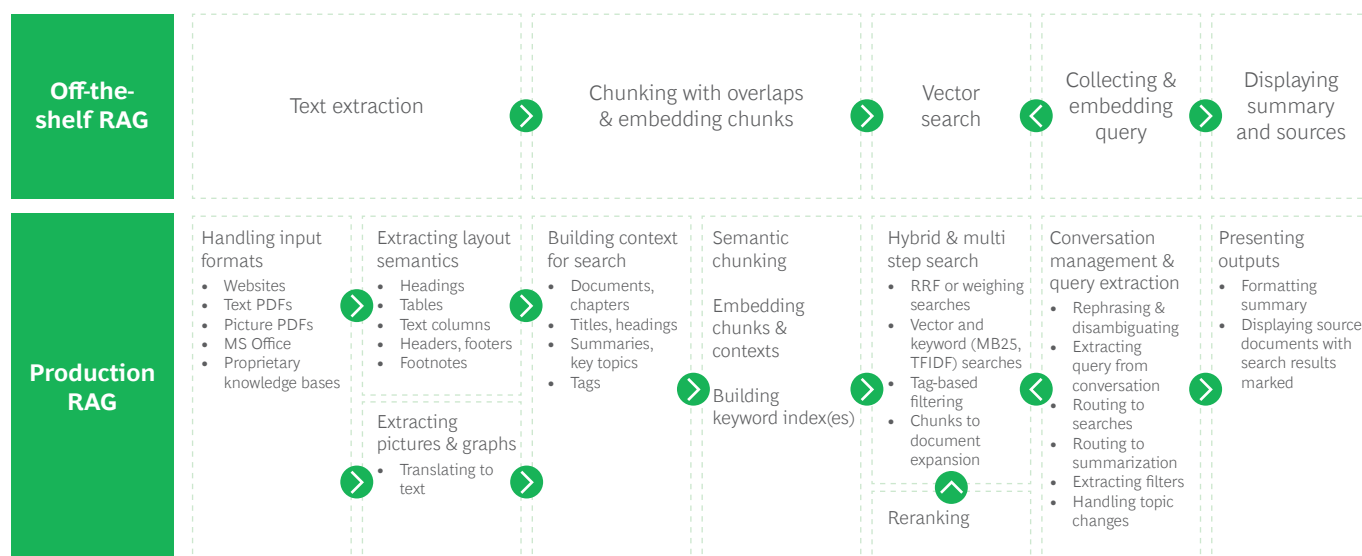 Off-the-
shelf RAG
Text extraction
Chunking with overlaps
& embedding chunks
Vector
search
Collecting &
embedding
query
Displaying
summary
and sources
Production
RAG
Handling input
formats
• Websites
• Text PDFs
• Picture PDFs
• MS Office
• Proprietary
knowledge bases
Extracting layout
semantics
• Headings
• Tables
• Text columns
• Headers, footers
• Footnotes
Extracting
pictures & graphs
• Translating to
text
Building context
for search
• Documents,
chapters
• Titles, headings
• Summaries,
key topics
• Tags
Semantic
chunking
Embedding
chunks &
contexts
Building
keyword index(es)
Hybrid & multi
step search
• RRF or weighing
searches
• Vector and
keyword (MB25,
TFIDF) searches
• Tag-based
filtering
• Chunks to
document
expansion
Reranking
Conversation
management &
query extraction
• Rephrasing &
disambiguating
• Extracting
query from
conversation
• Routing to
searches
• Routing to
summarization
• Extracting filters
• Handling topic
changes
Presenting
outputs
• Formatting
summary
• Displaying source
documents with
search results
marked